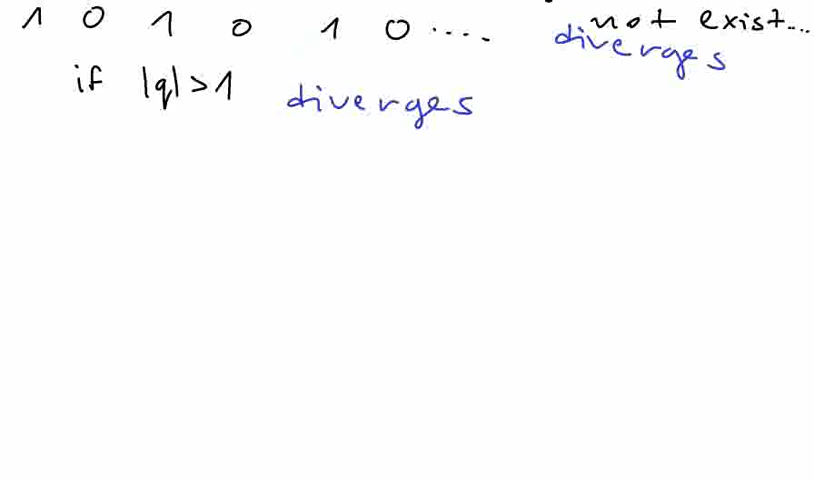 1 0 1 0 1 0 .... not exist...
diverges
if |q|>1 diverges